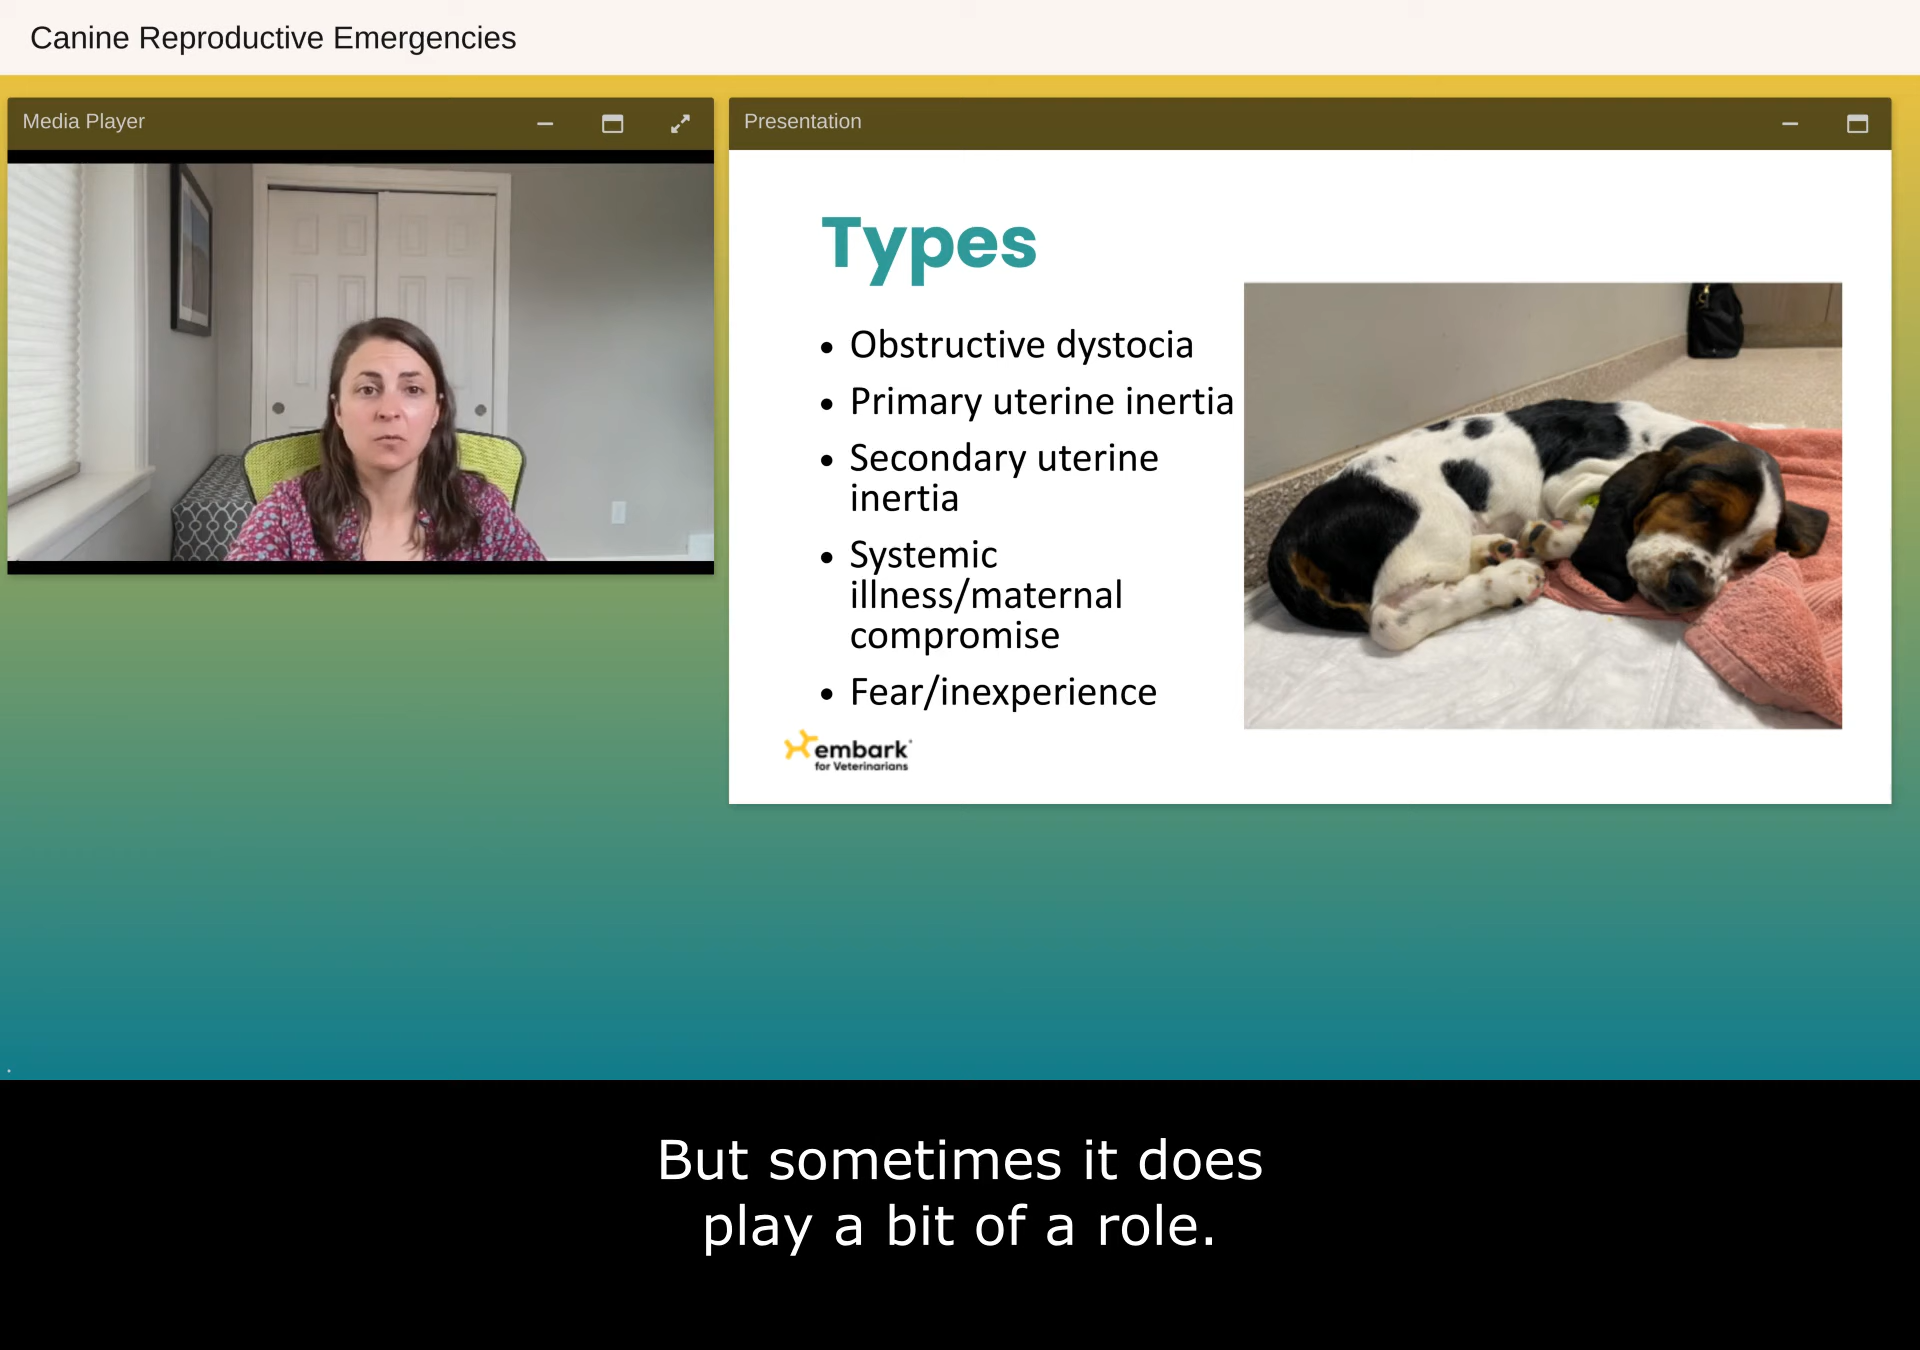 Canine Reproductive Emergencies
Media Player
Presentation
Types
• Obstructive dystocia
• Primary uterine inertia
• Secondary uterine
inertia
• Systemic
illness/maternal
compromise
• Fear/inexperience
embark
for Veterinarians
But sometimes it does
play a bit of a role.